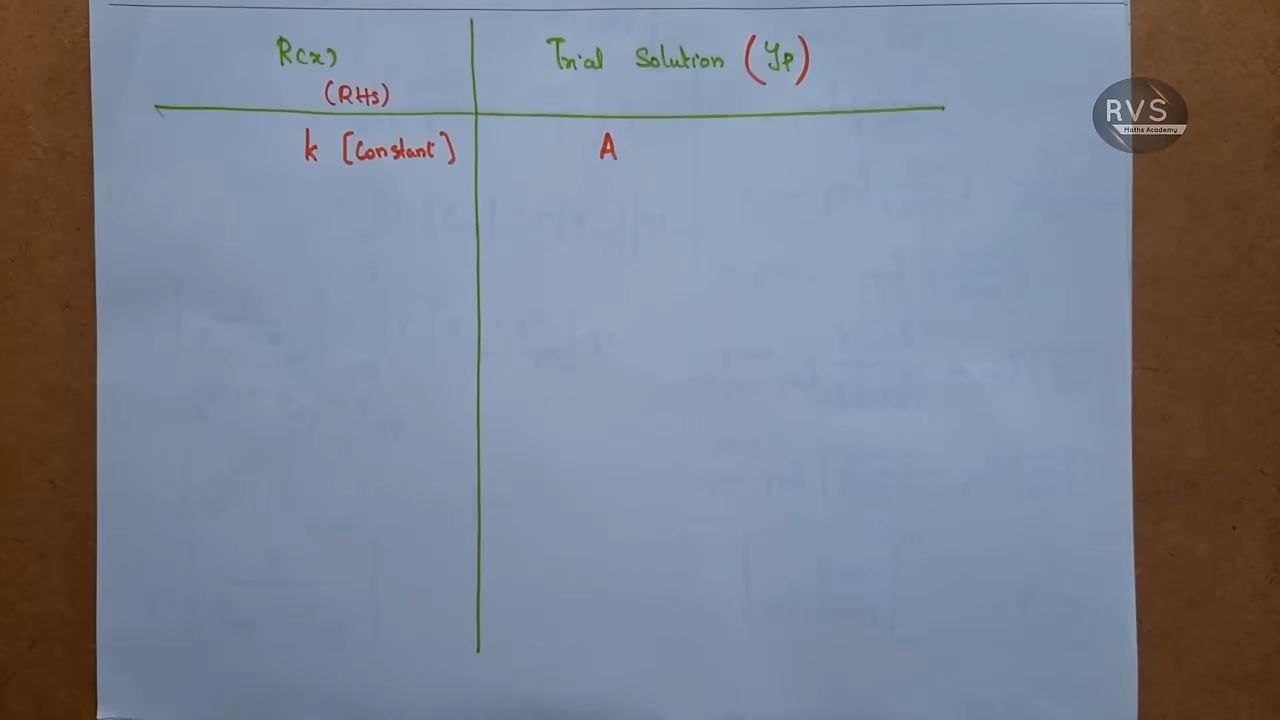 R(x)
(RHS)
Trial Solution (yP)
k [Constant]
A
RVS
Maths Academy